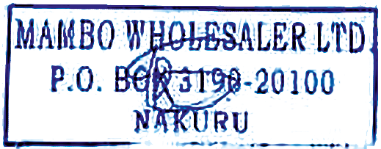 MAMBO WHOLESALER LTD
P.O. BOX 3190-20100
NAKURU